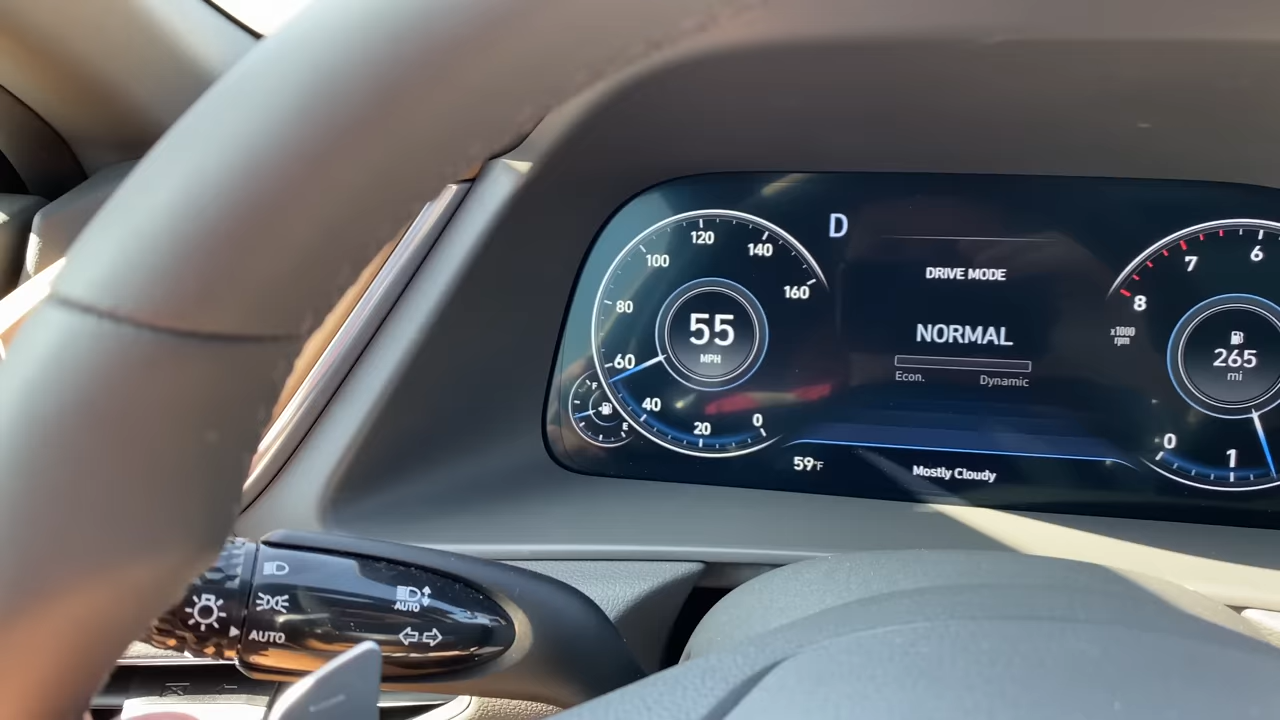 D
120
140
100
160
80
60
40
20
0
55
MPH
F
E
DRIVE MODE
NORMAL
Econ.
Dynamic
59°F
Mostly Cloudy
8
7
6
x1000
rpm
265
mi
0
1
AUTO
AUTO